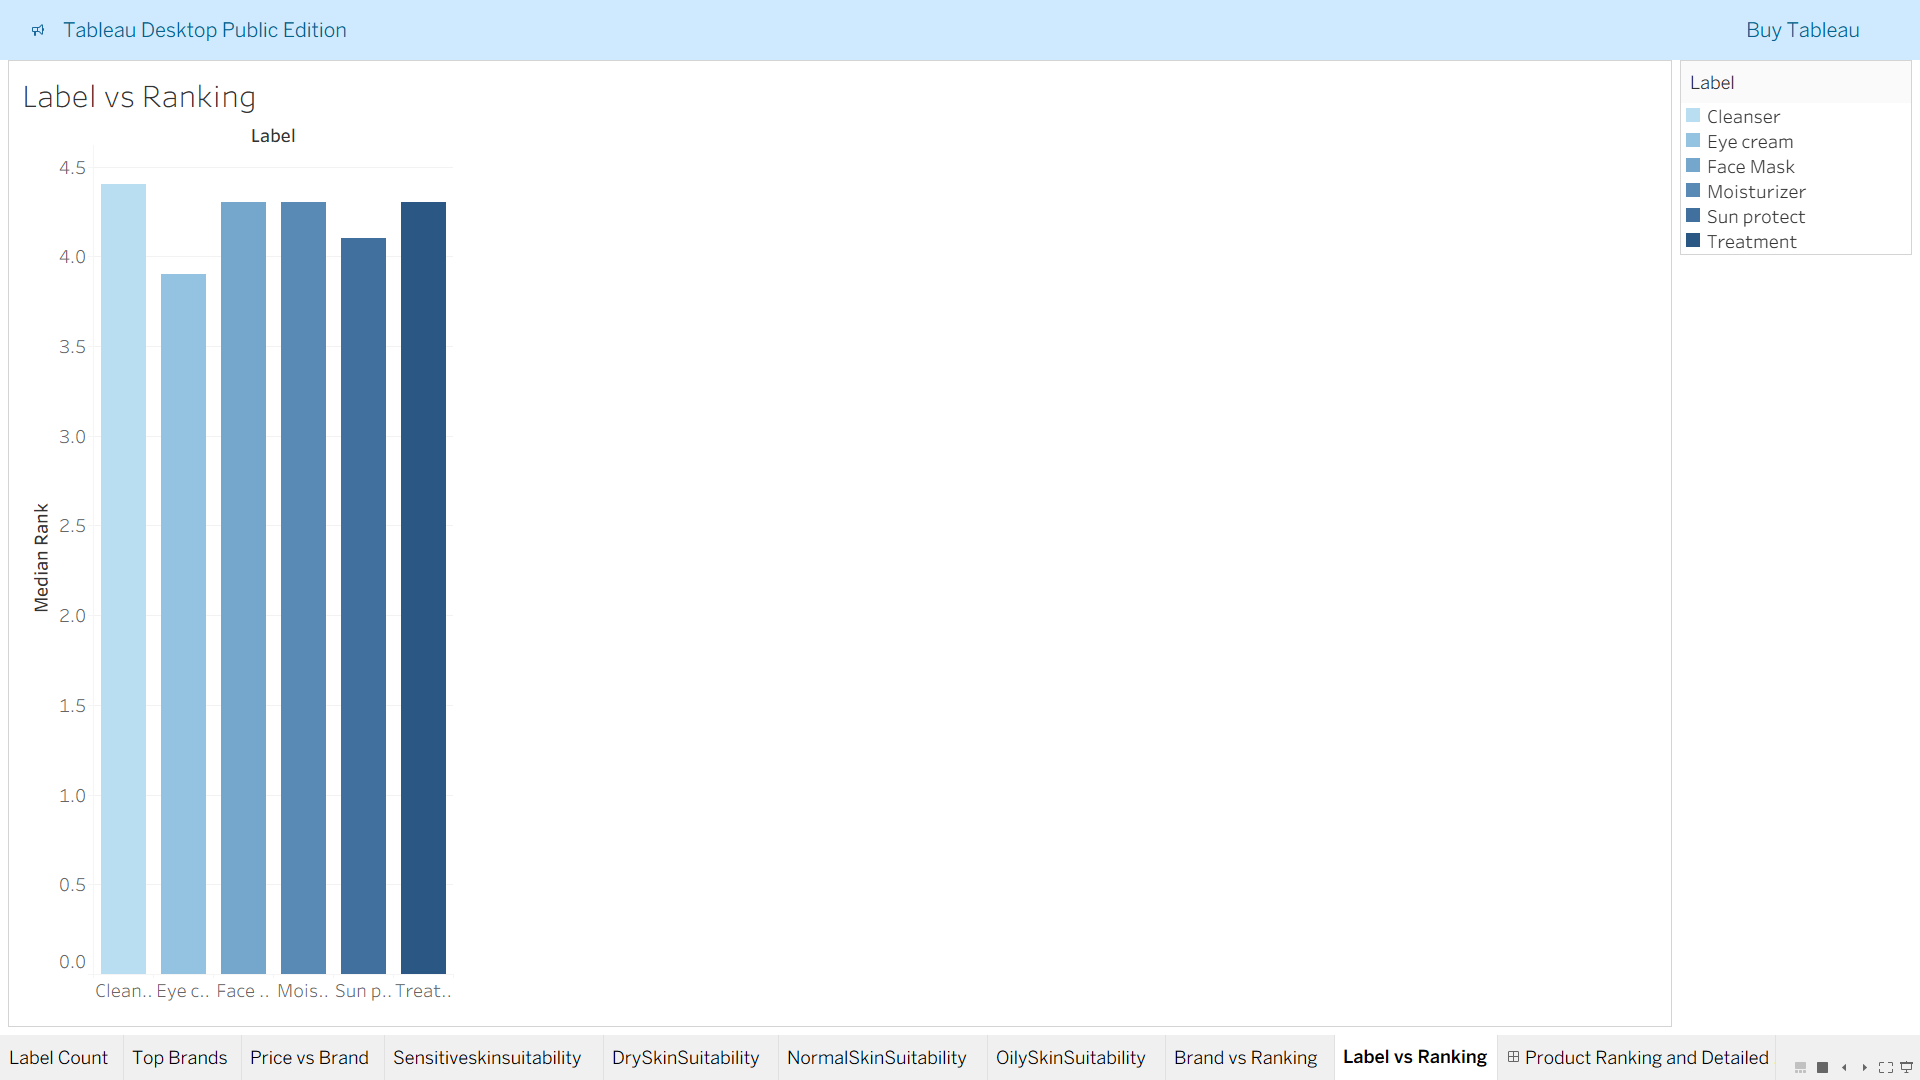 Tableau Desktop Public Edition
Buy Tableau
Label vs Ranking
Label
4.5
4.0
3.5
3.0
2.5
2.0
1.5
1.0
0.5
0.0
Median Rank
Clean.. Eye c.. Face .. Mois.. Sun p.. Treat..
Label
Cleanser
Eye cream
Face Mask
Moisturizer
Sun protect
Treatment
Label Count Top Brands Price vs Brand Sensitiveskinsuitability DrySkinSuitability NormalSkinSuitability OilySkinSuitability Brand vs Ranking Label vs Ranking Product Ranking and Detailed